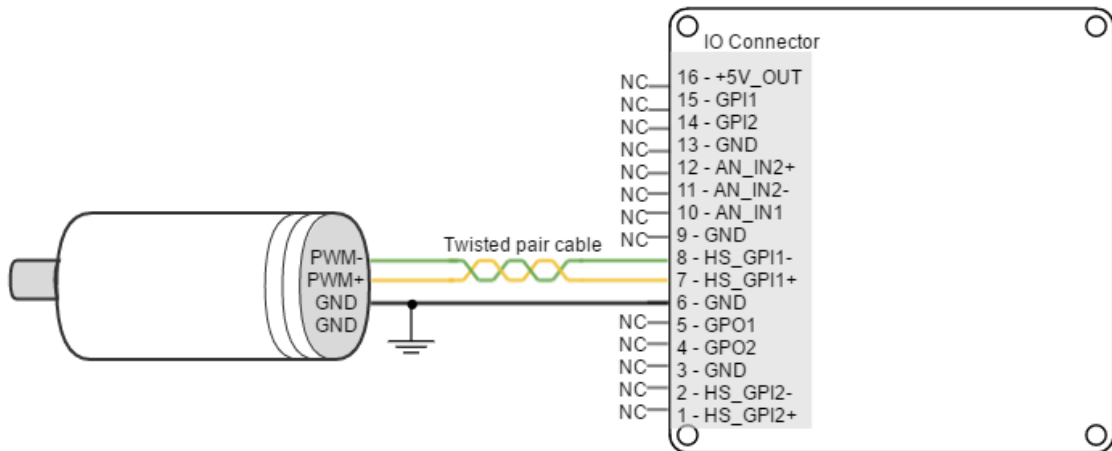 IO Connector
NC 16 - +5V_OUT
NC 15 - GPI1
NC 14 - GPI2
NC 13 - GND
NC 12 - AN_IN2+
NC 11 - AN_IN2-
NC 10 - AN_IN1
NC 9 - GND
Twisted pair cable
PWM- 8 - HS_GPI1-
PWM+ 7 - HS_GPI1+
GND 6 - GND
GND
NC 5 - GPO1
NC 4 - GPO2
NC 3 - GND
NC 2 - HS_GPI2-
NC 1 - HS_GPI2+